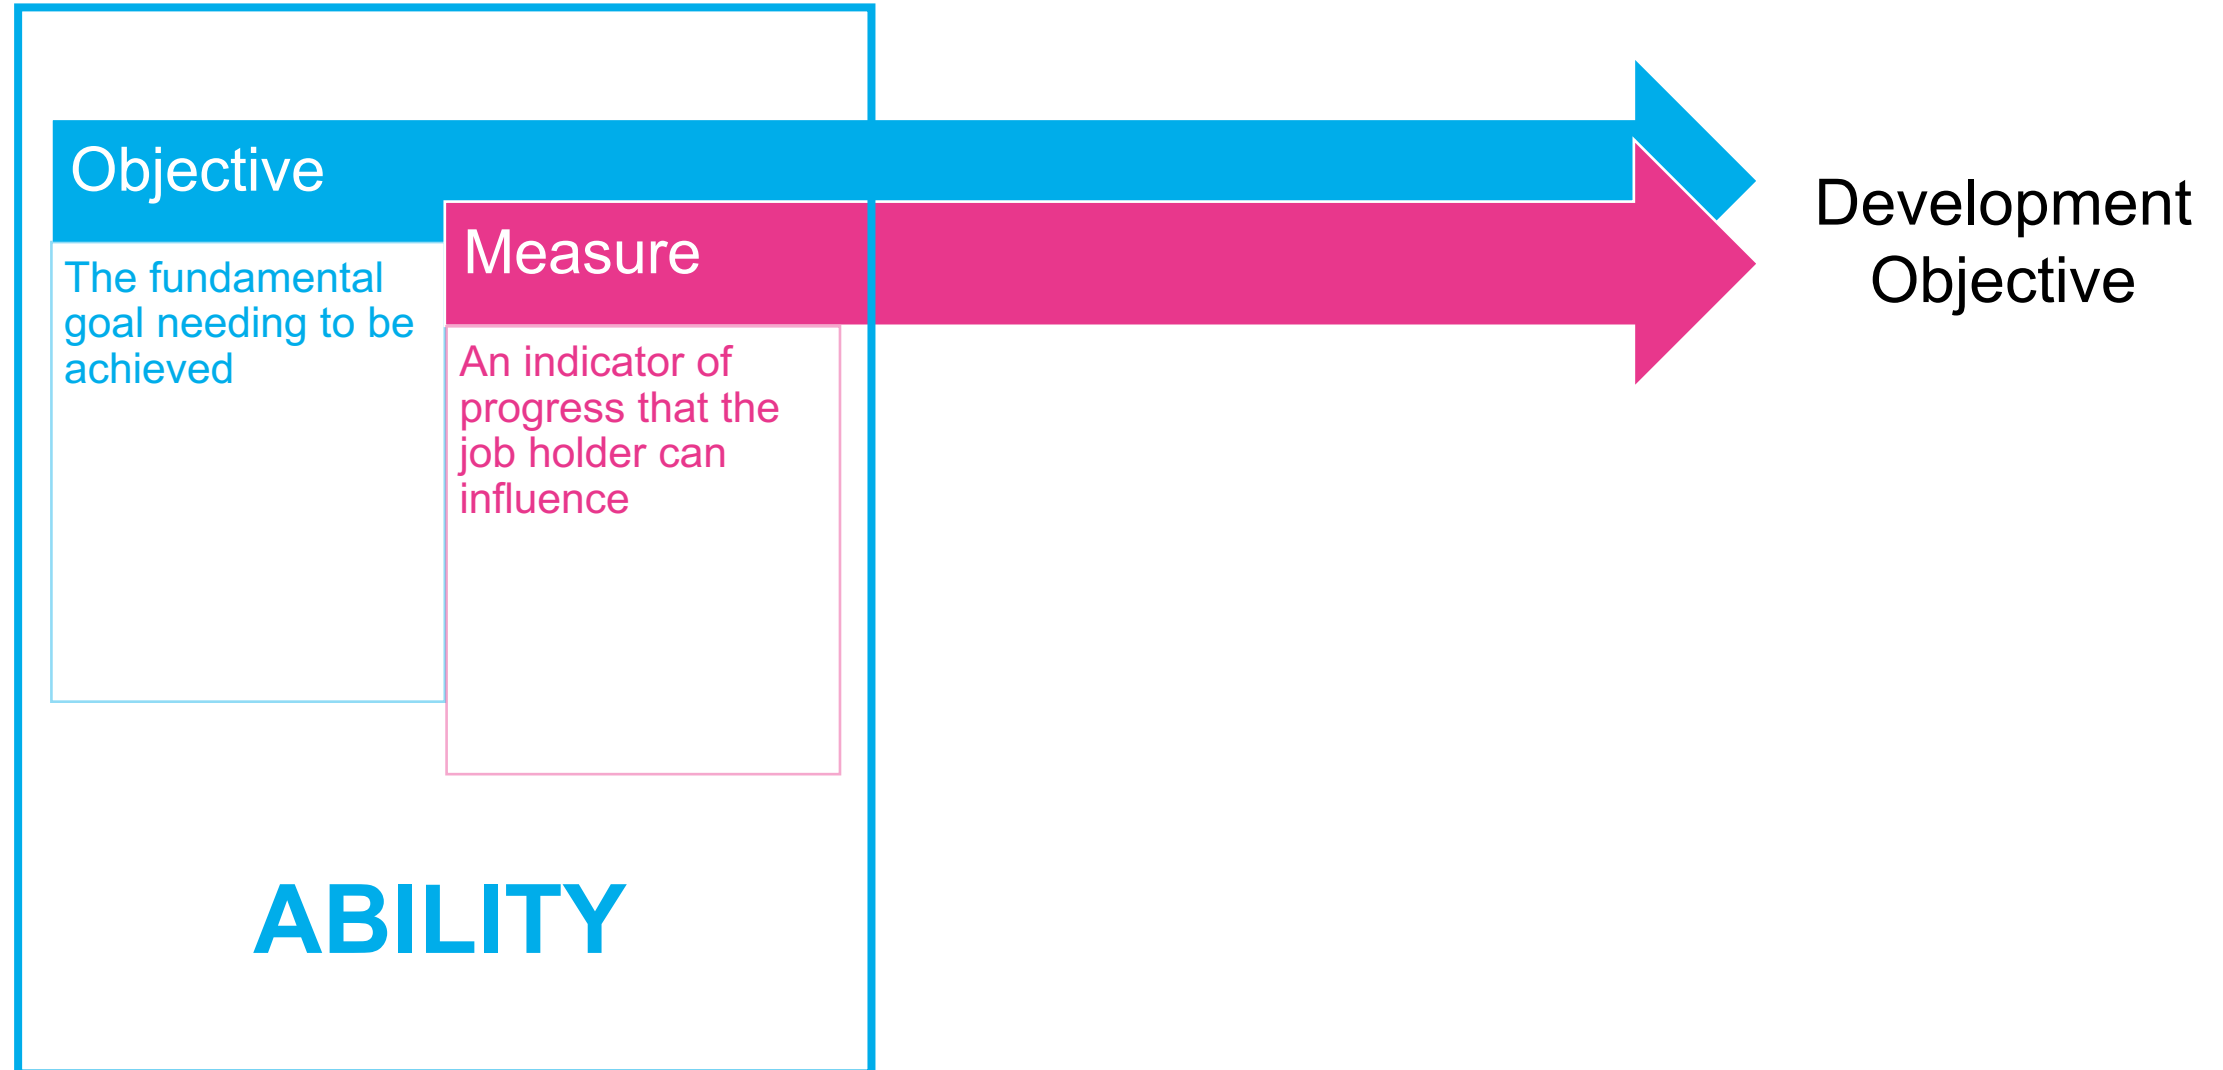 Objective
The fundamental
goal needing to be
achieved
Measure
An indicator of
progress that the
job holder can
influence
Development
Objective
ABILITY